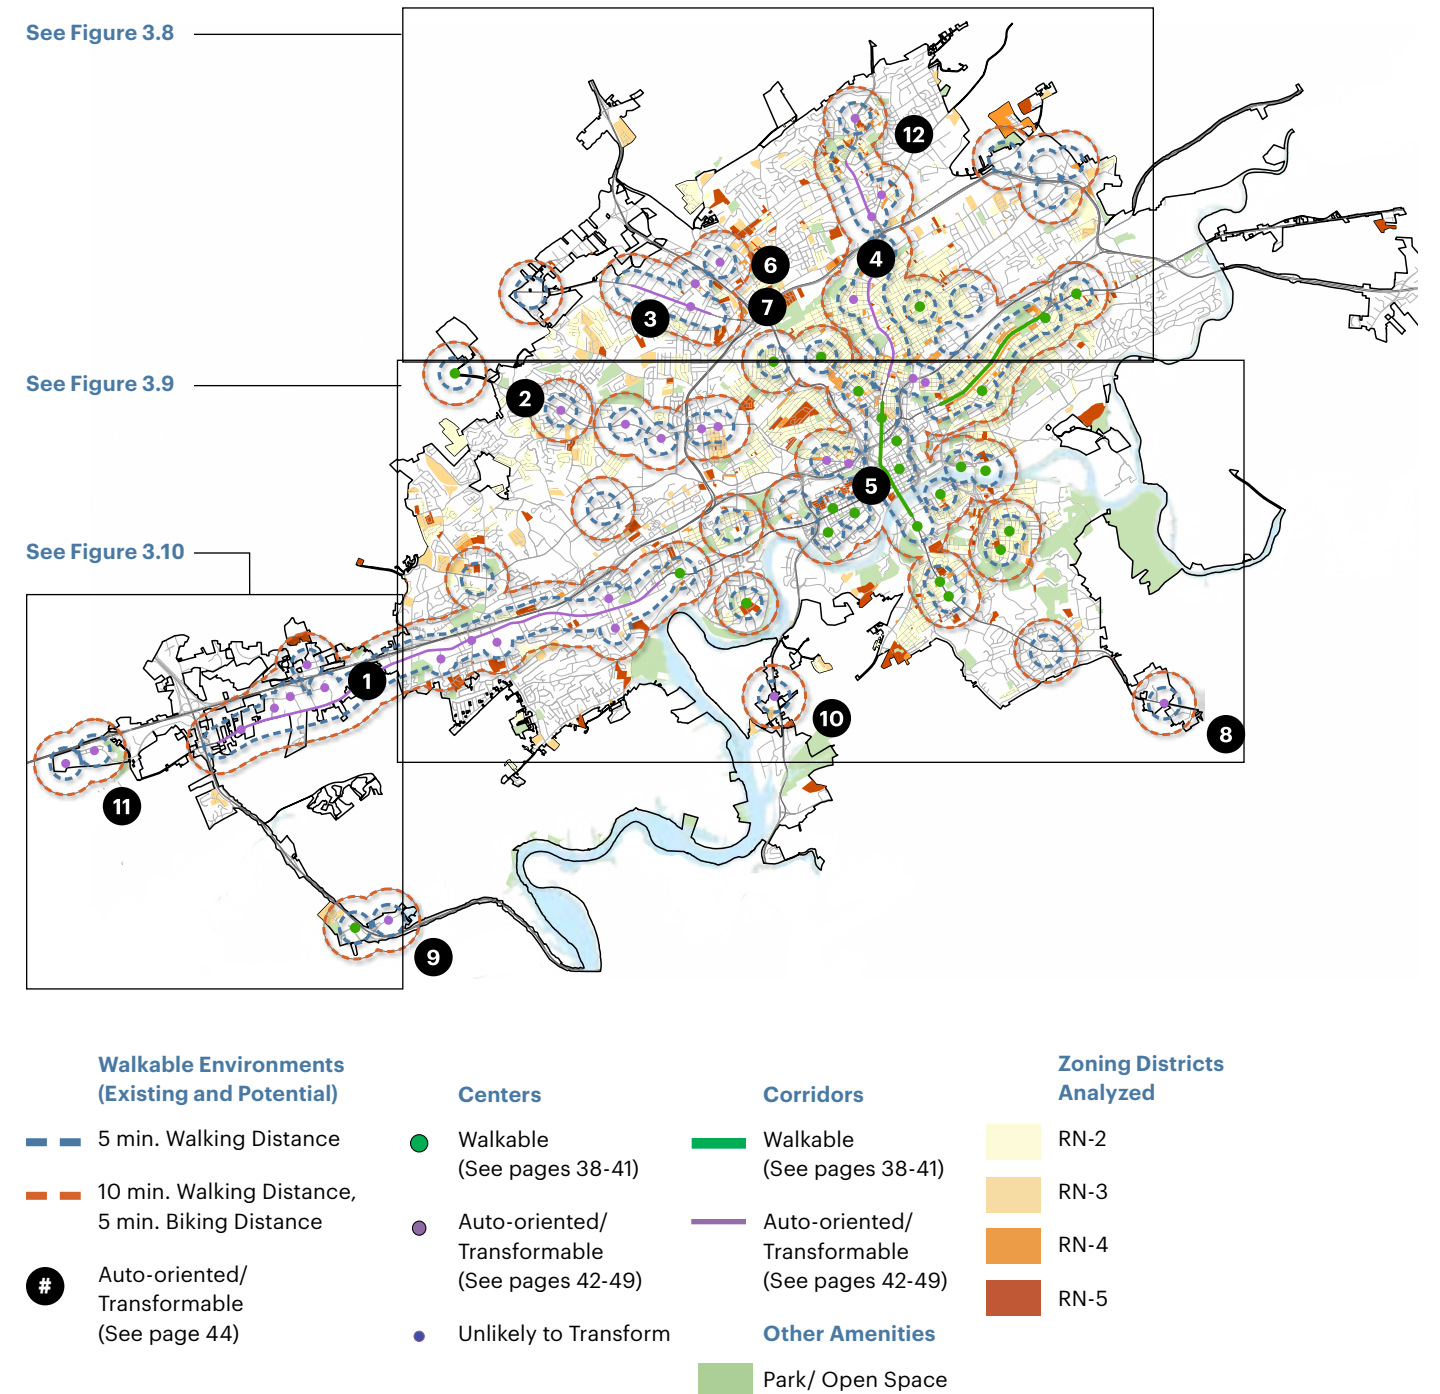 See Figure 3.8
12
6
4
7
3
See Figure 3.9
2
5
See Figure 3.10
1
10
8
11
9
Walkable Environments
(Existing and Potential)
5 min. Walking Distance
10 min. Walking Distance,
5 min. Biking Distance
#
Auto-oriented/
Transformable
(See page 44)
Centers
Walkable
(See pages 38-41)
Auto-oriented/
Transformable
(See pages 42-49)
Unlikely to Transform
Corridors
Walkable
(See pages 38-41)
Auto-oriented/
Transformable
(See pages 42-49)
Other Amenities
Park/ Open Space
Zoning Districts
Analyzed
RN-2
RN-3
RN-4
RN-5